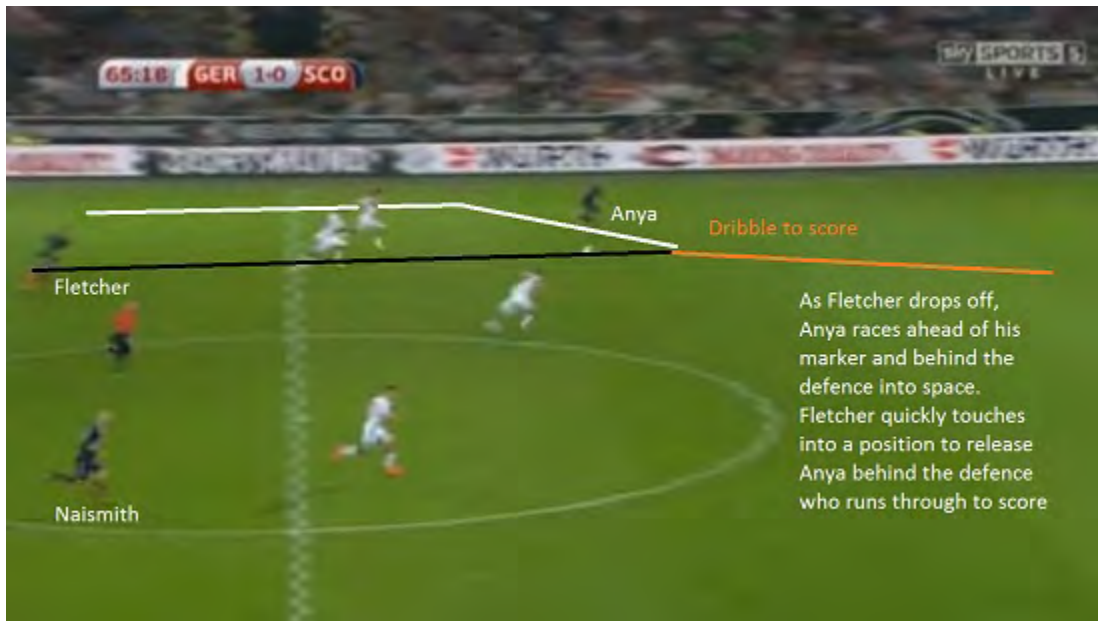 65:18 GER 1-0 SCO
sky SPORTS 5
LIVE
WURTH
WURTH
Anya
Dribble to score
Fletcher
As Fletcher drops off,
Anya races ahead of his
marker and behind the
defence into space.
Fletcher quickly touches
into a position to release
Anya behind the defence
who runs through to score
Naismith